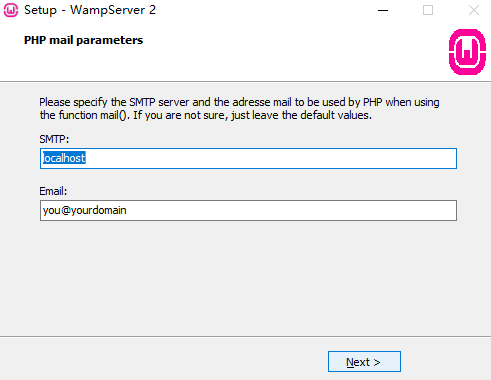 Setup - WampServer 2
PHP mail parameters
Please specify the SMTP server and the adresse mail to be used by PHP when using
the function mail(). If you are not sure, just leave the default values.
SMTP:
localhost
Email:
you@yourdomain
Next >